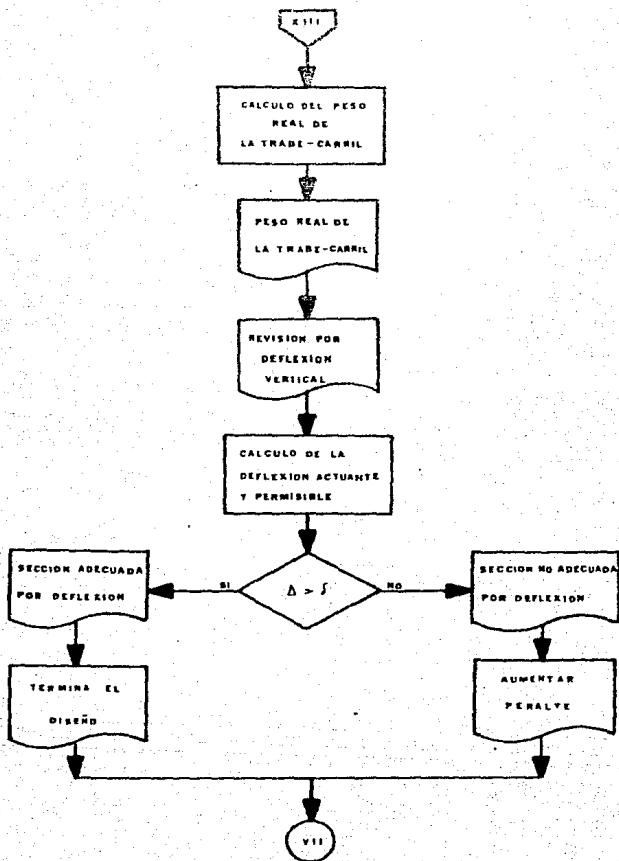 XIII
CALCULO DEL PESO
REAL DE
LA TRABE-CARRIL
PESO REAL DE
LA TRABE-CARRIL
REVISION POR
DEFLEXION
VERTICAL
CALCULO DE LA
DEFLEXION ACTUANTE
Y PERMISIBLE
SECCION ADECUADA
POR DEFLEXION
SI
Δ > δ
NO
SECCION NO ADECUADA
POR DEFLEXION
TERMINA EL
DISEÑO
AUMENTAR
PERALTE
VII